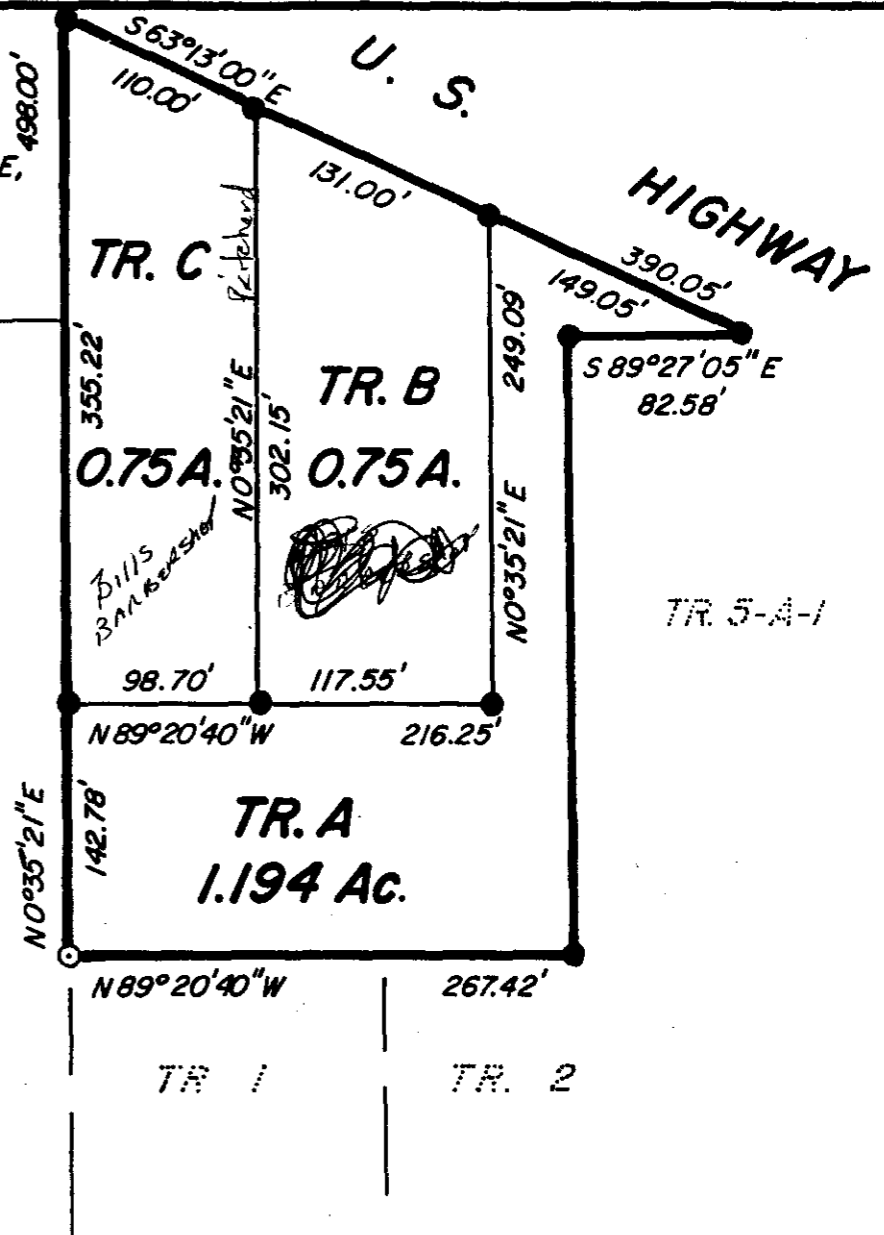 S63°13'00"E
110.00'
U. S.
HIGHWAY
498.00'
E,
131.00'
390.05'
149.05'
TR. C
Pritchard
355.22'
249.09'
S89°27'05"E
82.58'
TR. B
N0°35'21"E
302.15'
0.75A.
0.75A.
Bills
BARBERSHOP
N0°35'21"E
TR. 5-A-1
98.70'
117.55'
N89°20'40"W
216.25'
142.78'
N0°35'21"E
TR. A
1.194 Ac.
N89°20'40"W
267.42'
TR 1
TR. 2